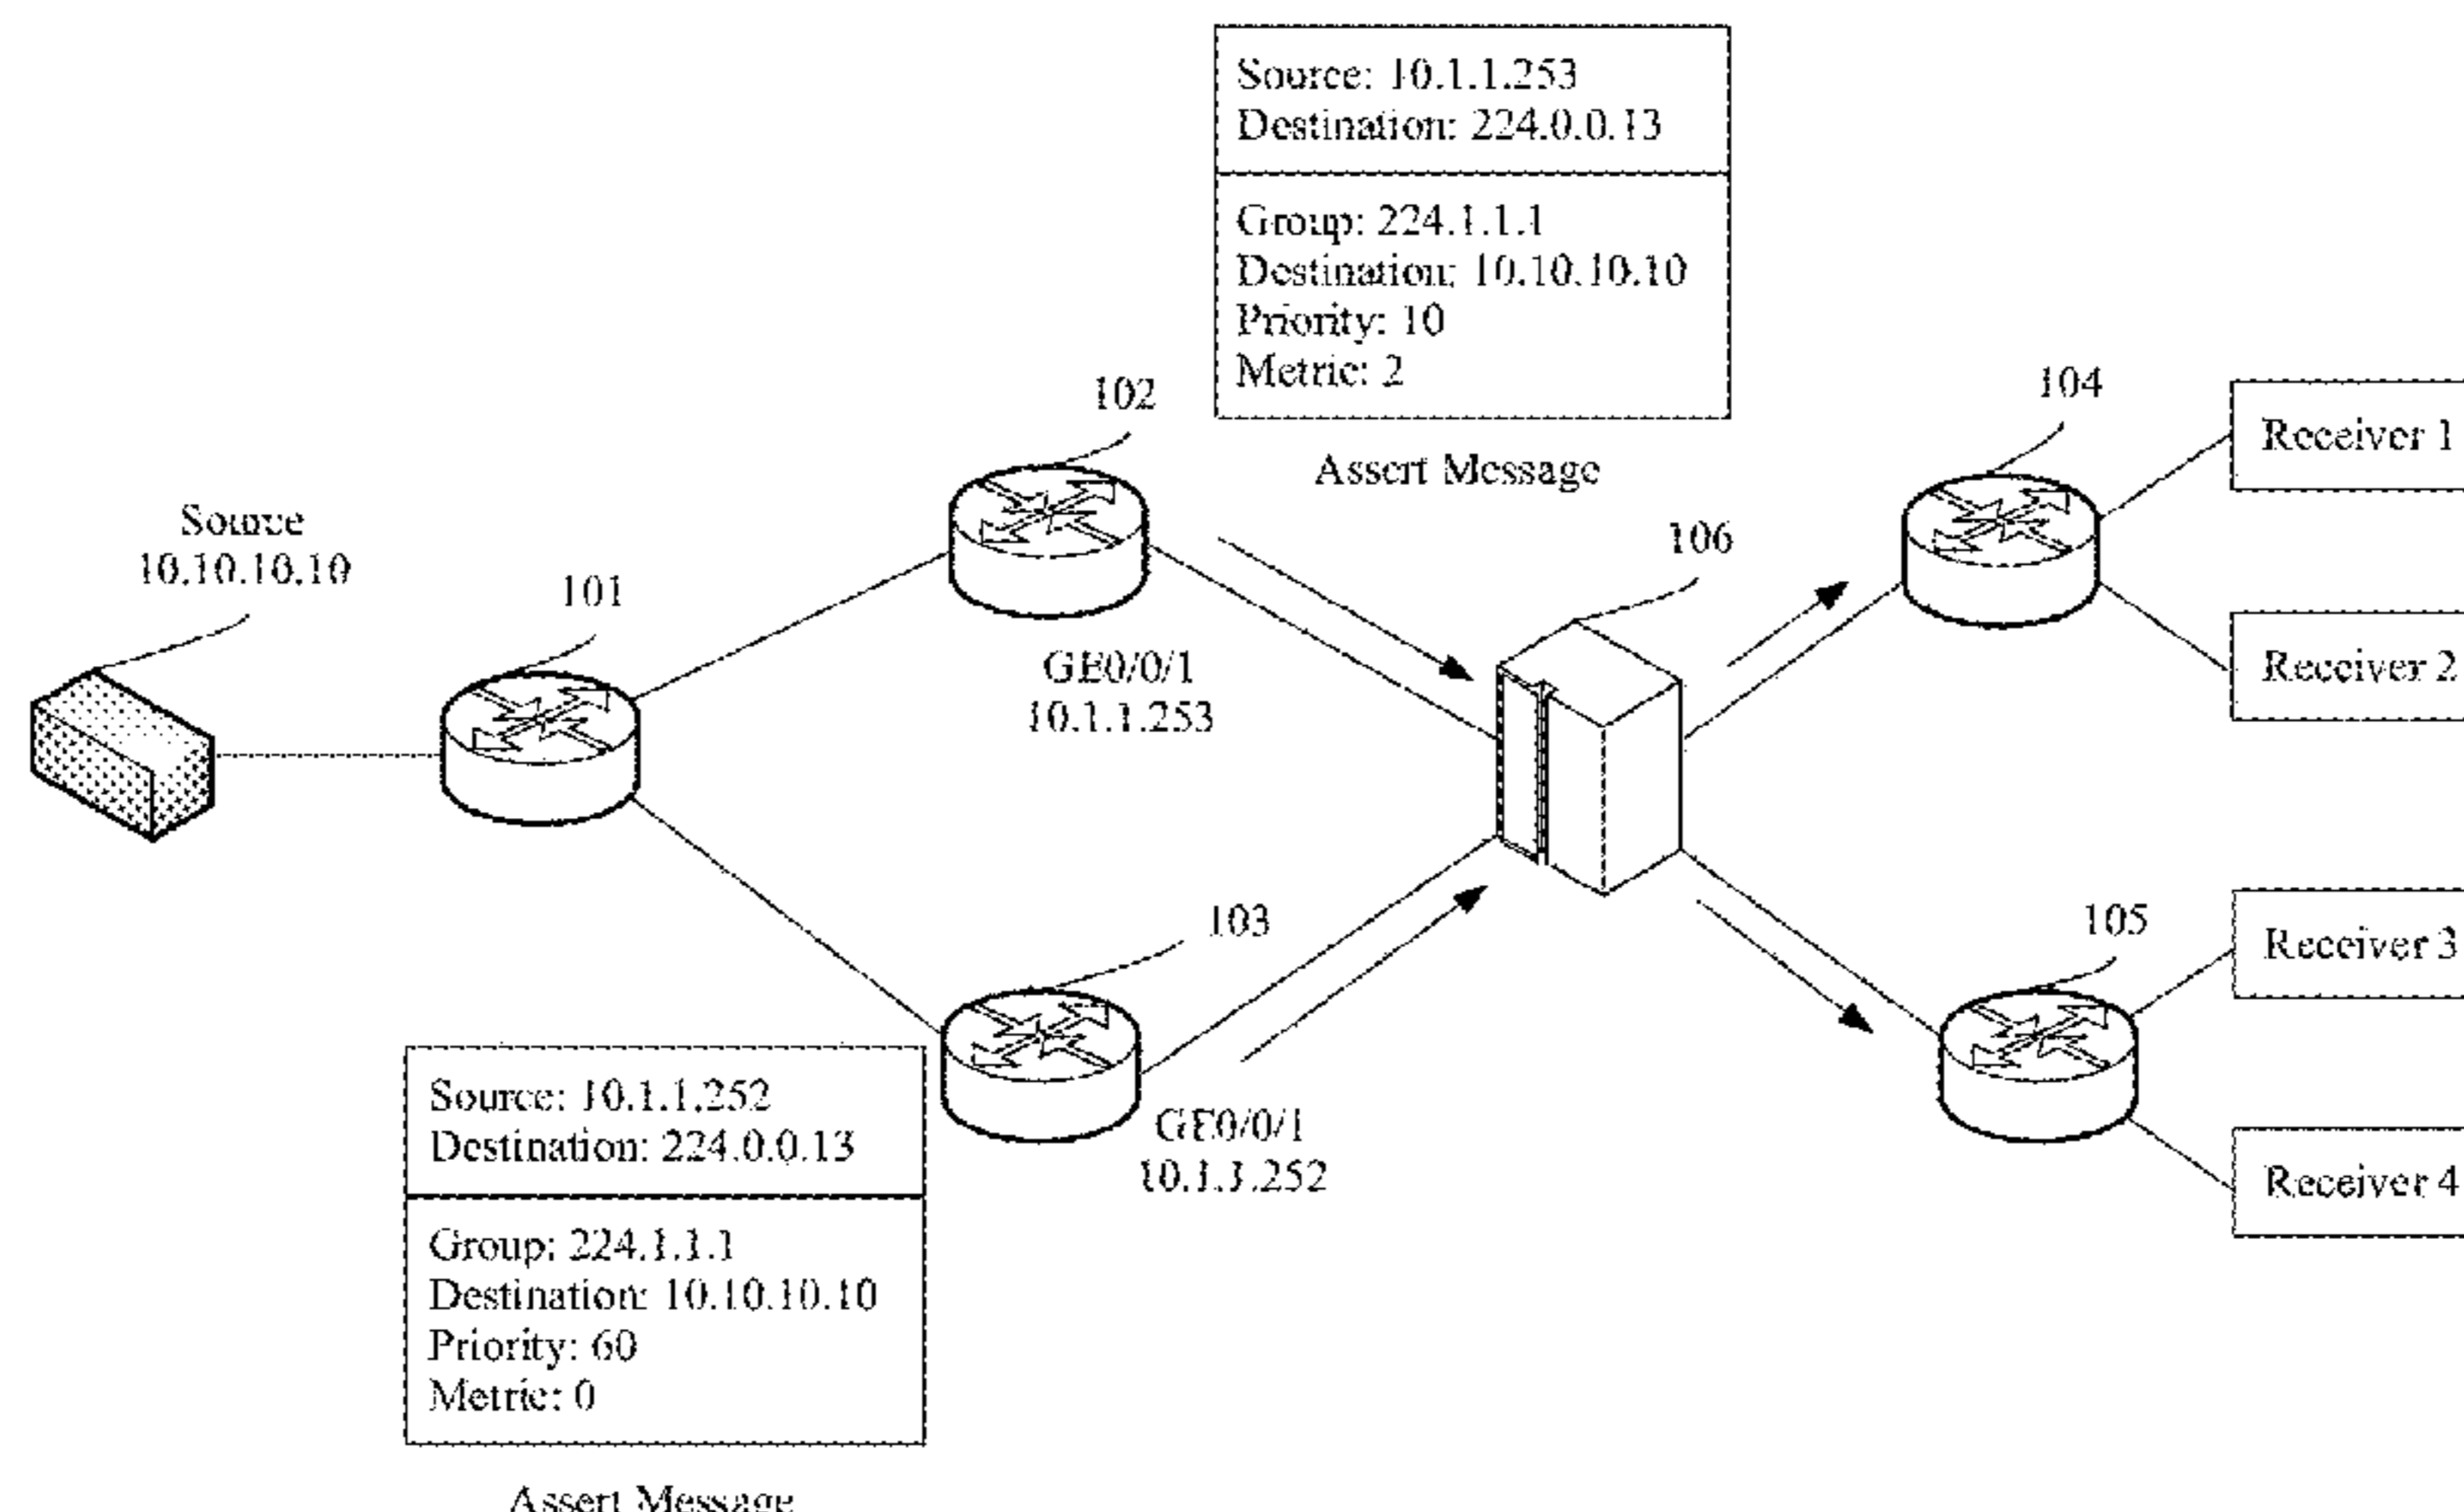 Source: 10.1.1.253
Destination: 224.0.0.13
Group: 224.1.1.1
Destination: 10.10.10.10
Priority: 10
Metric: 2
Assert Message
102
104
Receiver 1
Receiver 2
Source
10.10.10.10
101
106
GE0/0/1
10.1.1.253
103
105
Receiver 3
Receiver 4
GE0/0/1
10.1.1.252
Source: 10.1.1.252
Destination: 224.0.0.13
Group: 224.1.1.1
Destination: 10.10.10.10
Priority: 60
Metric: 0
Assert Message